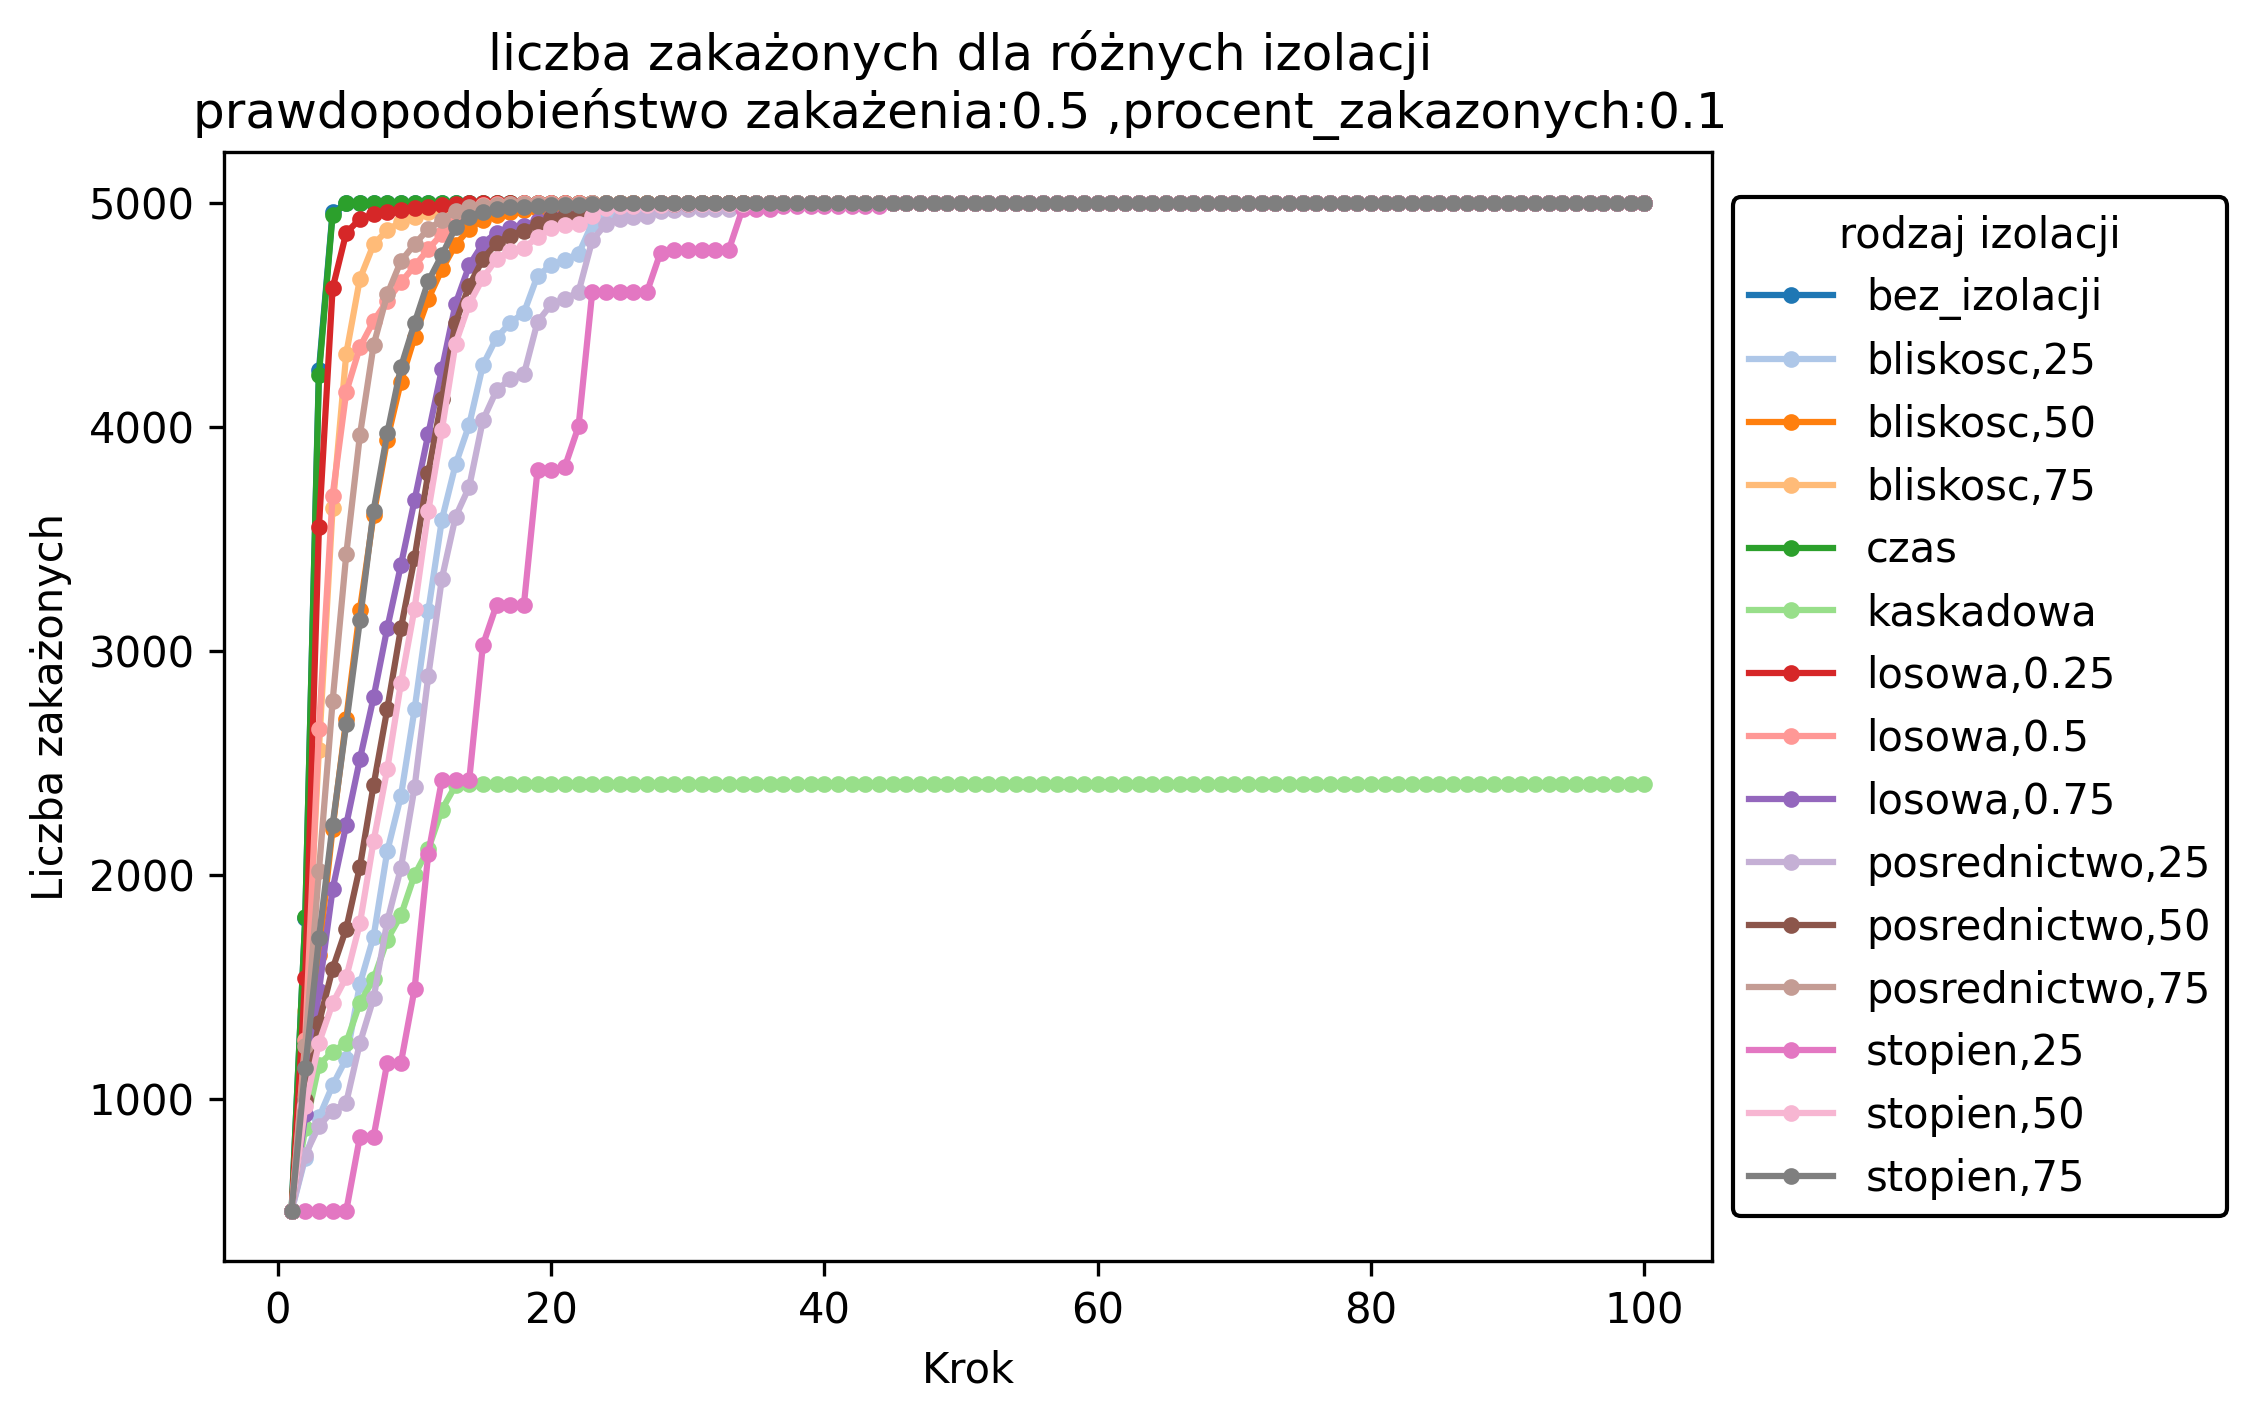 liczba zakażonych dla różnych izolacji
prawdopodobieństwo zakażenia:0.5 ,procent_zakazonych:0.1
5000
4000
3000
2000
1000
Liczba zakażonych
0 20 40 60 80 100
Krok
rodzaj izolacji
bez_izolacji
bliskosc,25
bliskosc,50
bliskosc,75
czas
kaskadowa
losowa,0.25
losowa,0.5
losowa,0.75
posrednictwo,25
posrednictwo,50
posrednictwo,75
stopien,25
stopien,50
stopien,75